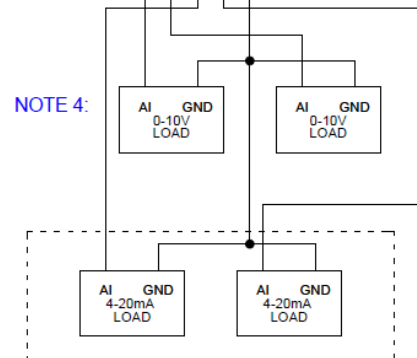 NOTE 4:
AI GND
0-10V
LOAD
AI GND
0-10V
LOAD
AI GND
4-20mA
LOAD
AI GND
4-20mA
LOAD